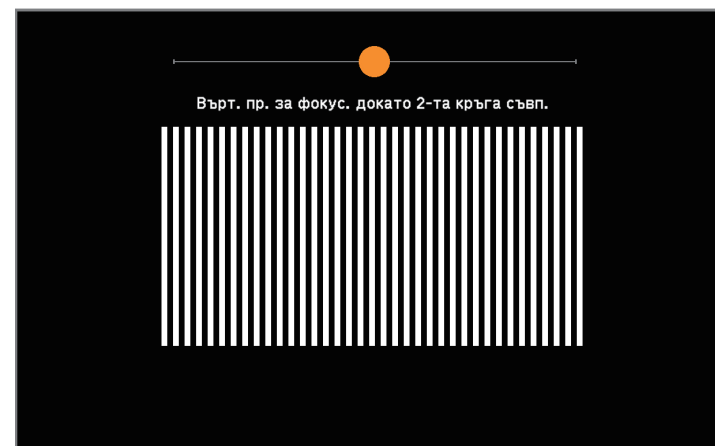 Върт. пр. за фокус. докато 2-та кръга съвп.